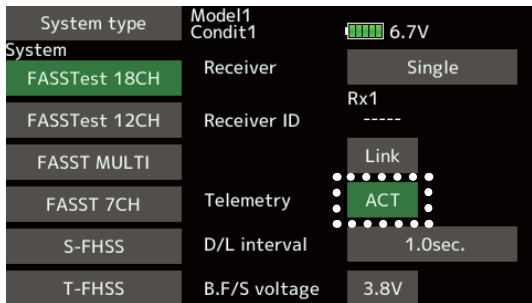 System type
Model1
Condit1
6.7V
System
FASSTest 18CH
Receiver
Single
Rx1
FASSTest 12CH
Receiver ID
-----
FASST MULTI
Link
FASST 7CH
Telemetry
ACT
S-FHSS
D/L interval
1.0sec.
T-FHSS
B.F/S voltage
3.8V